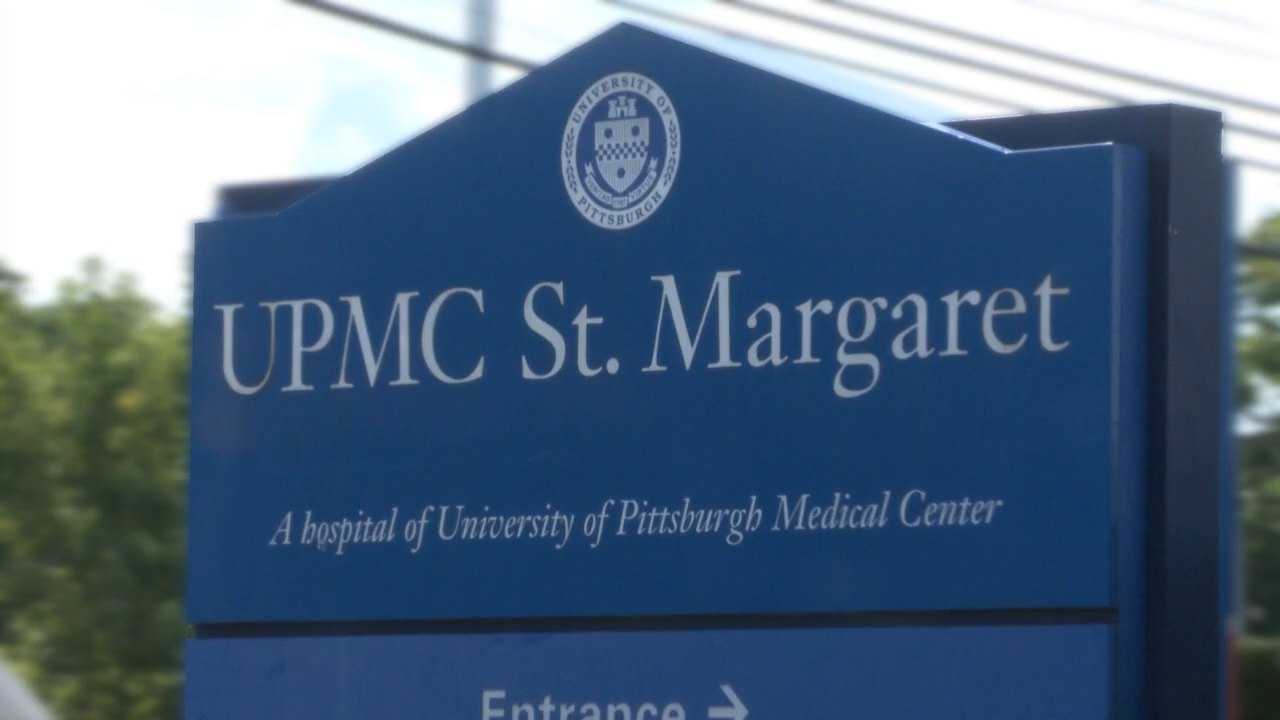 UNIVERSITY OF
PITTSBURGH
UPMC St. Margaret
A hospital of University of Pittsburgh Medical Center
Entrance →